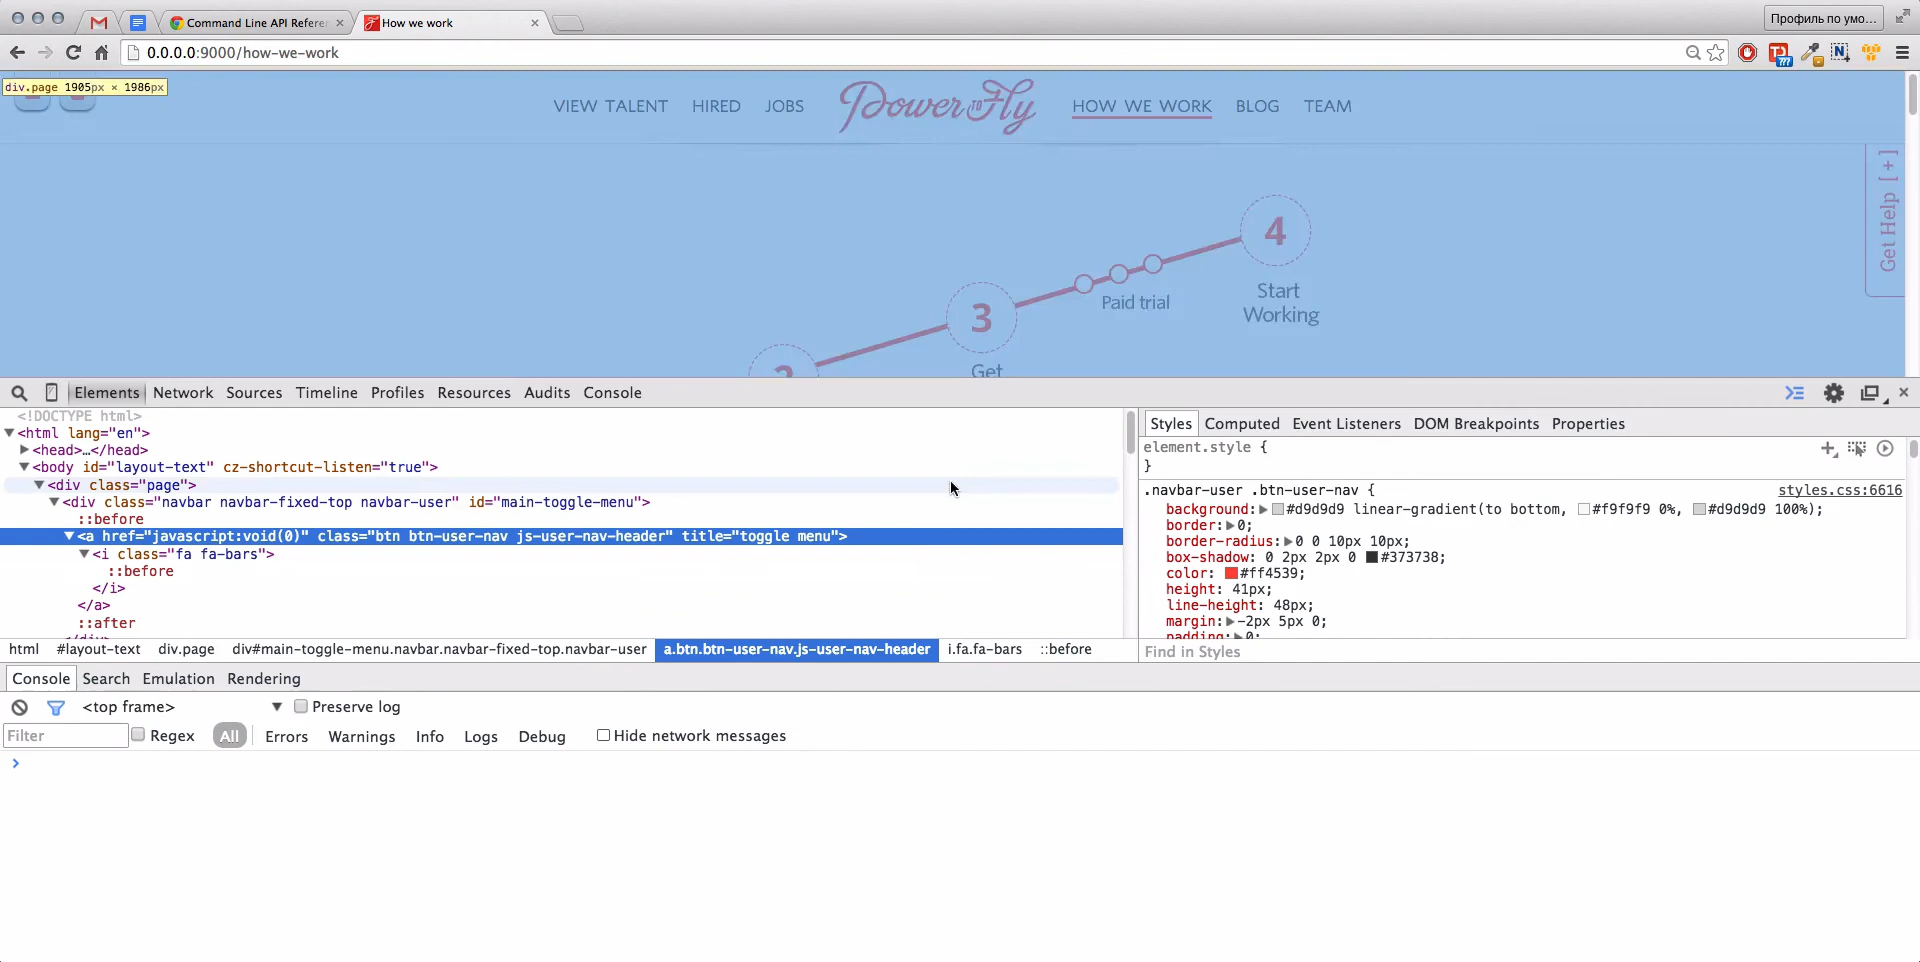 Command Line API Refere
How we work
Профиль по умо...
0.0.0.0:9000/how-we-work
div.page 1905px × 1986px
VIEW TALENT HIRED JOBS Power to Fly HOW WE WORK BLOG TEAM
Get Help [+]
4
Start
Working
Paid trial
3
Get
2
Elements Network Sources Timeline Profiles Resources Audits Console
<!DOCTYPE html>
<html lang="en">
<head>…</head>
<body id="layout-text" cz-shortcut-listen="true">
<div class="page">
<div class="navbar navbar-fixed-top navbar-user" id="main-toggle-menu">
::before
<a href="javascript:void(0)" class="btn btn-user-nav js-user-nav-header" title="toggle menu">
<i class="fa fa-bars">
::before
</i>
</a>
::after
</div>
html #layout-text div.page div#main-toggle-menu.navbar.navbar-fixed-top.navbar-user a.btn.btn-user-nav.js-user-nav-header i.fa.fa-bars ::before
Styles Computed Event Listeners DOM Breakpoints Properties
element.style {
}
.navbar-user .btn-user-nav { styles.css:6616
background: #d9d9d9 linear-gradient(to bottom, #f9f9f9 0%, #d9d9d9 100%);
border: 0;
border-radius: 0 0 10px 10px;
box-shadow: 0 2px 2px 0 #373738;
color: #ff4539;
height: 41px;
line-height: 48px;
margin: -2px 5px 0;
padding: 0;
Find in Styles
Console Search Emulation Rendering
<top frame> Preserve log
Filter Regex All Errors Warnings Info Logs Debug Hide network messages
>